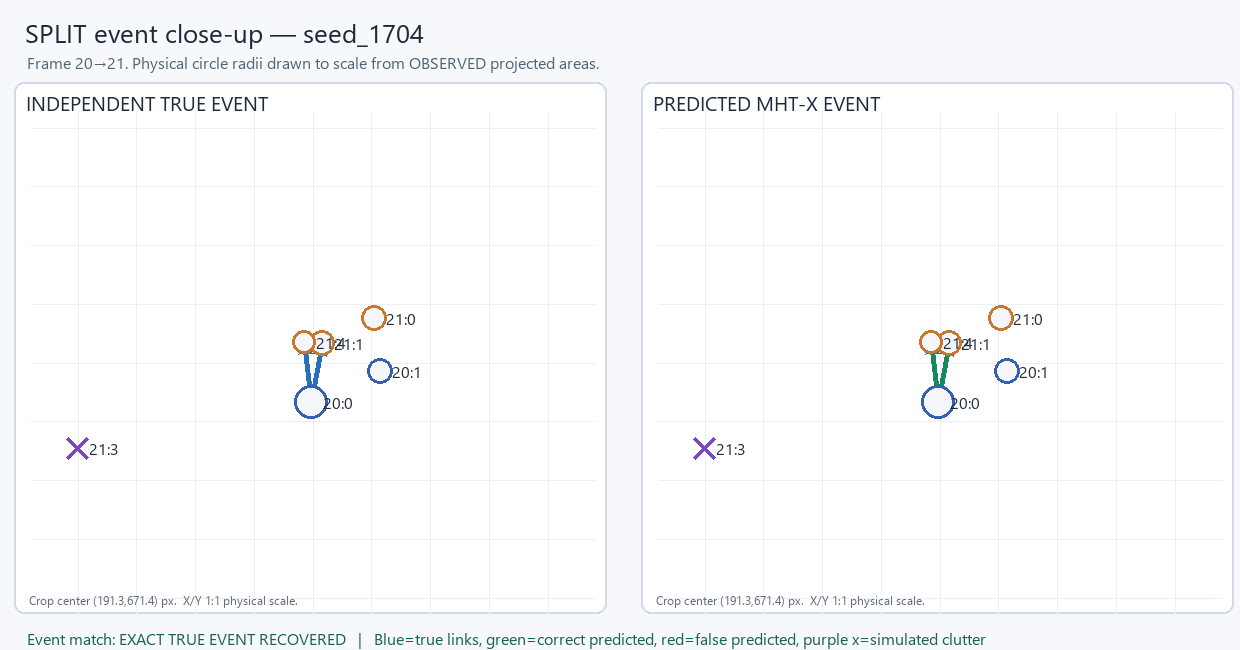 SPLIT event close-up — seed_1704
Frame 20→21. Physical circle radii drawn to scale from OBSERVED projected areas.
INDEPENDENT TRUE EVENT
21:0
21:4
21:1
20:1
20:0
21:3
Crop center (191.3,671.4) px. X/Y 1:1 physical scale.
PREDICTED MHT-X EVENT
21:0
21:4
21:1
20:1
20:0
21:3
Crop center (191.3,671.4) px. X/Y 1:1 physical scale.
Event match: EXACT TRUE EVENT RECOVERED | Blue=true links, green=correct predicted, red=false predicted, purple x=simulated clutter